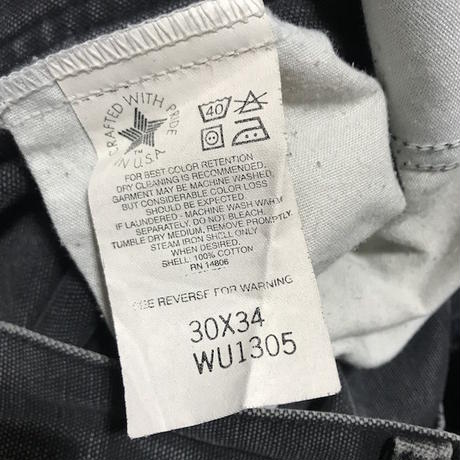 CRAFTED WITH PRIDE
IN U.S.A.
TM
40
FOR BEST COLOR RETENTION
DRY CLEANING IS RECOMMENDED.
GARMENT MAY BE MACHINE WASHED,
BUT CONSIDERABLE COLOR LOSS
SHOULD BE EXPECTED.
IF LAUNDERED - MACHINE WASH WARM
SEPARATELY, DO NOT BLEACH.
TUMBLE DRY MEDIUM, REMOVE PROMPTLY.
STEAM IRON SHELL ONLY
WHEN DESIRED.
SHELL: 100% COTTON
RN 14806
SEE REVERSE FOR WARNING
30X34
WU1305